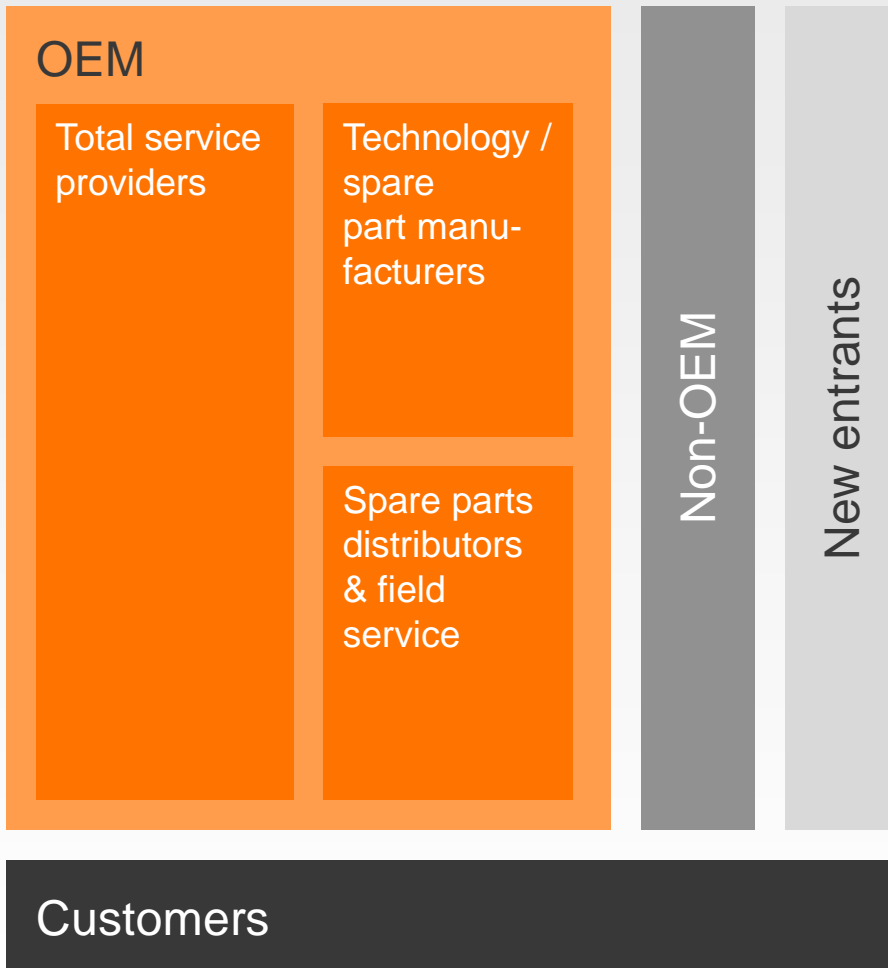 OEM
Total service
providers
Technology /
spare
part manu-
facturers
Spare parts
distributors
& field
service
Non-OEM
New entrants
Customers